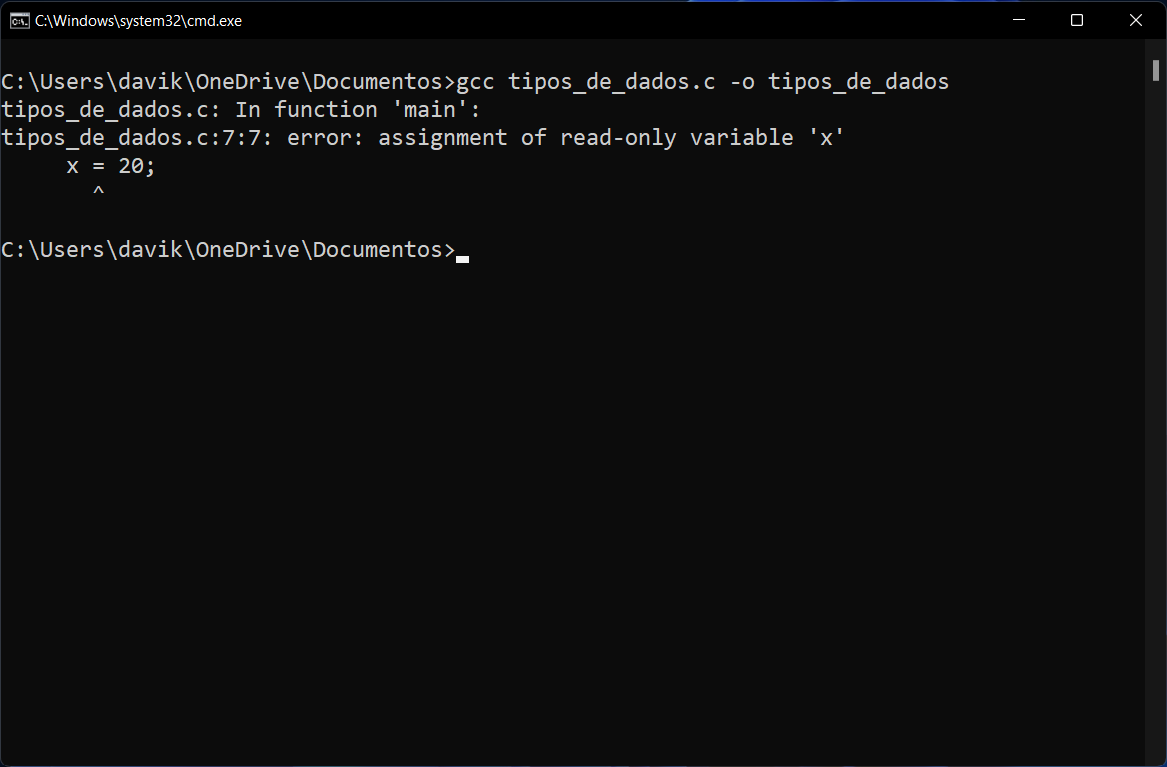 C:\Windows\system32\cmd.exe
C:\Users\davik\OneDrive\Documentos>gcc tipos_de_dados.c -o tipos_de_dados
tipos_de_dados.c: In function 'main':
tipos_de_dados.c:7:7: error: assignment of read-only variable 'x'
     x = 20;
       ^
C:\Users\davik\OneDrive\Documentos>